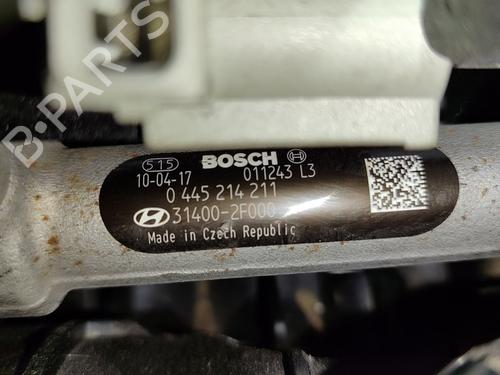 515 BOSCH
10-04-17 011243 L3
0 445 214 211
31400-2F000
Made in Czech Republic
B-PARTS